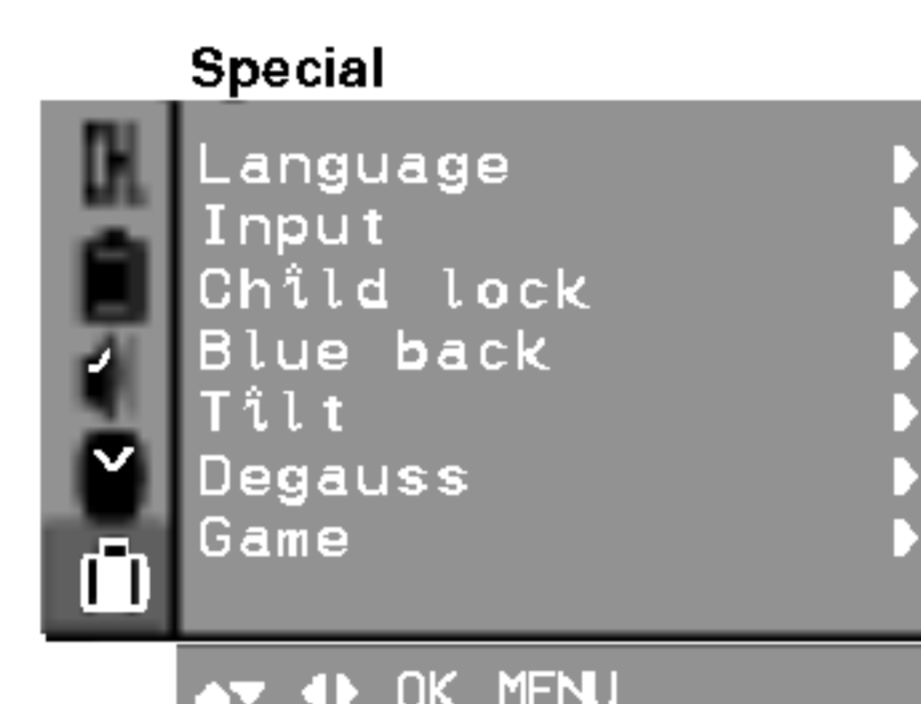 Special
Language
Input
Chîld lock
Blue back
Tîlt
Degauss
Game
OK MENU